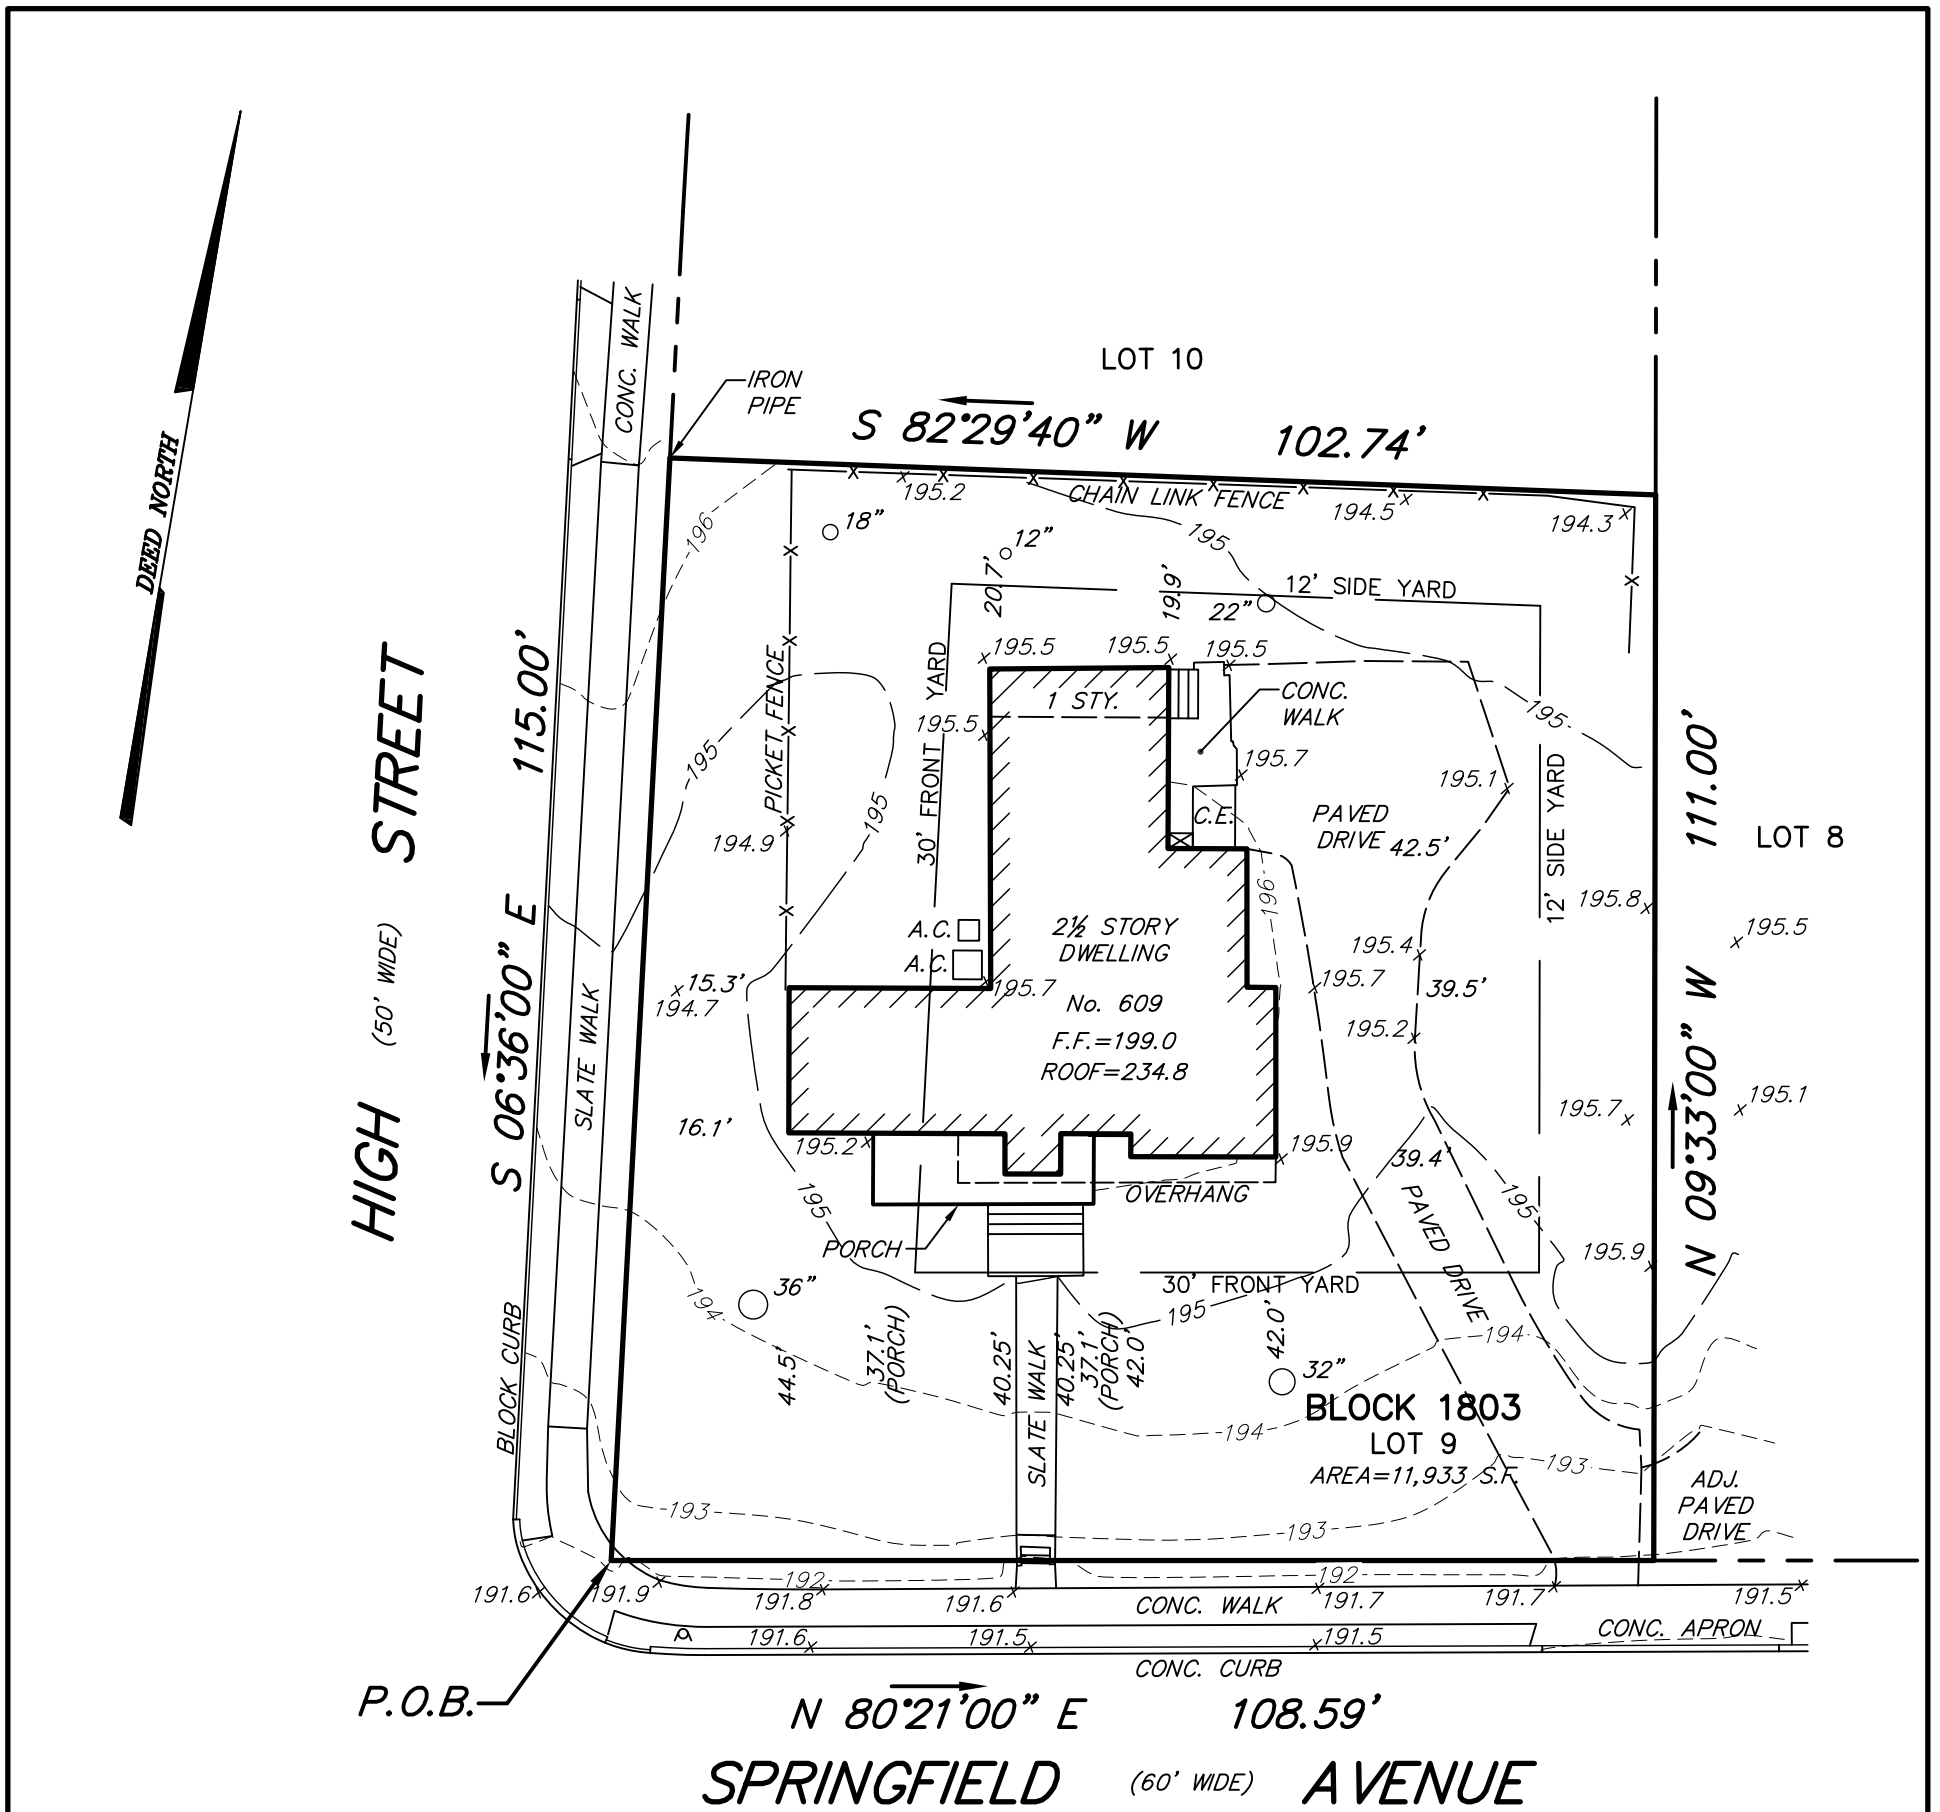 DEED NORTH
CONC. WALK
IRON
PIPE
LOT 10
S 82°29'40" W 102.74'
195.2
CHAIN LINK FENCE
194.5
194.3
196
18"
12"
195
20.7'
19.9'
12' SIDE YARD
22"
195.5
195.5
195.5
115.00'
PICKET FENCE
30' FRONT YARD
1 STY.
CONC.
WALK
195
195
195.5
195.7
195.1
111.00'
HIGH STREET
(50' WIDE)
195
194.9
C.E.
PAVED
DRIVE
42.5'
12' SIDE YARD
LOT 8
196
195.8
195.5
A.C.
2½ STORY
DWELLING
195.4
A.C.
S 06°36'00" E
SLATE WALK
15.3'
194.7
195.7
No. 609
195.7
39.5'
N 09°33'00" W
F.F.=199.0
195.2
ROOF=234.8
195.7
195.1
16.1'
195.2
195.9
39.4'
195
OVERHANG
PAVED DRIVE
195
PORCH
195.9
36"
194
30' FRONT YARD
195
BLOCK CURB
44.5'
37.1'
(PORCH)
40.25'
SLATE WALK
40.25'
37.1'
(PORCH)
42.0'
42.0'
194
32"
BLOCK 1803
194
LOT 9
193
AREA=11,933 S.F.
ADJ.
PAVED
DRIVE
193
193
192
192
191.6
191.9
191.8
191.6
CONC. WALK
191.7
191.7
191.5
191.6
191.5
191.5
CONC. APRON
CONC. CURB
P.O.B.
N 80°21'00" E 108.59'
SPRINGFIELD (60' WIDE) AVENUE